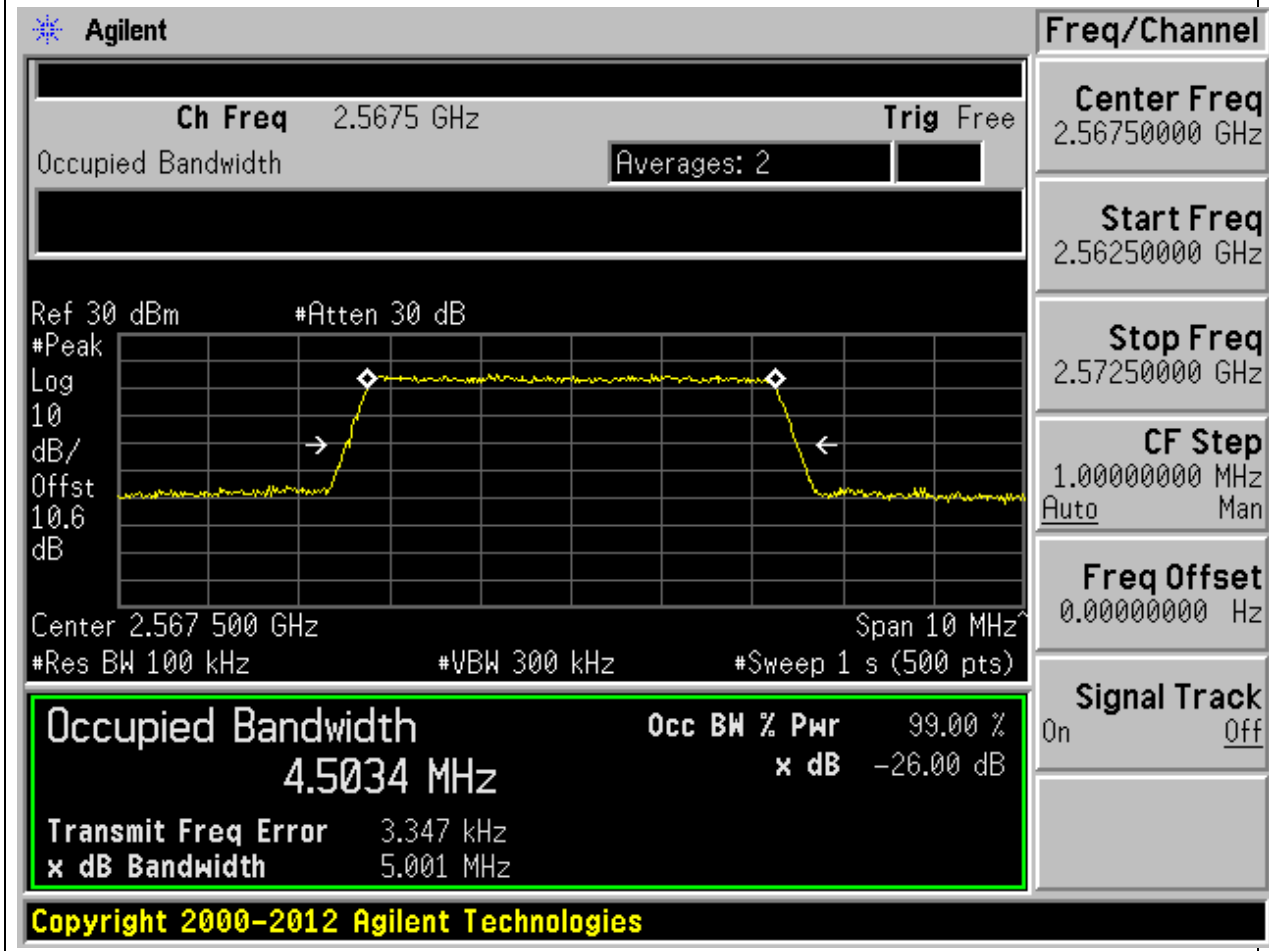 Agilent
Freq/Channel
Ch Freq 2.5675 GHz Trig Free
Occupied Bandwidth Averages: 2
Center Freq
2.56750000 GHz
Start Freq
2.56250000 GHz
Stop Freq
2.57250000 GHz
CF Step
1.00000000 MHz
Auto Man
Freq Offset
0.00000000 Hz
Signal Track
On Off
Ref 30 dBm #Atten 30 dB
#Peak
Log
10
dB/
Offst
10.6
dB
Center 2.567 500 GHz Span 10 MHz^
#Res BW 100 kHz #VBW 300 kHz #Sweep 1 s (500 pts)
Occupied Bandwidth Occ BW % Pwr 99.00 %
4.5034 MHz x dB -26.00 dB
Transmit Freq Error 3.347 kHz
x dB Bandwidth 5.001 MHz
Copyright 2000-2012 Agilent Technologies